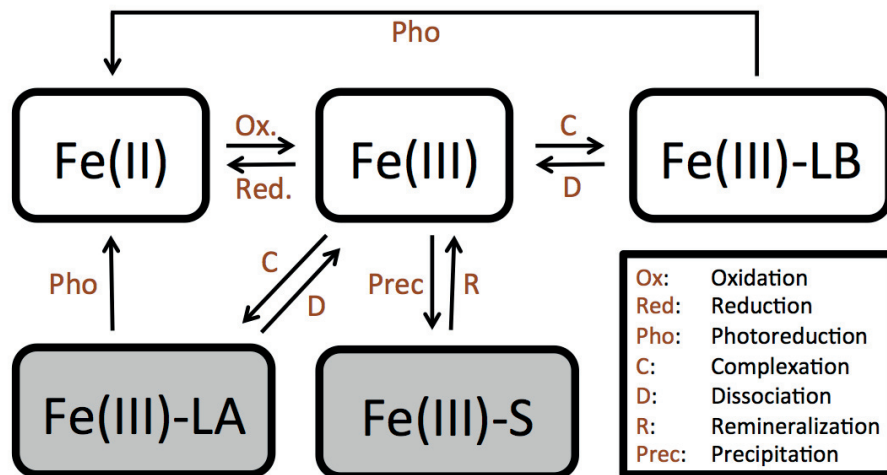 Pho
Fe(II)
Ox.
Red.
Fe(III)
C
D
Fe(III)-LB
Pho
C
D
Prec
R
Fe(III)-LA
Fe(III)-S
Ox: Oxidation
Red: Reduction
Pho: Photoreduction
C: Complexation
D: Dissociation
R: Remineralization
Prec: Precipitation